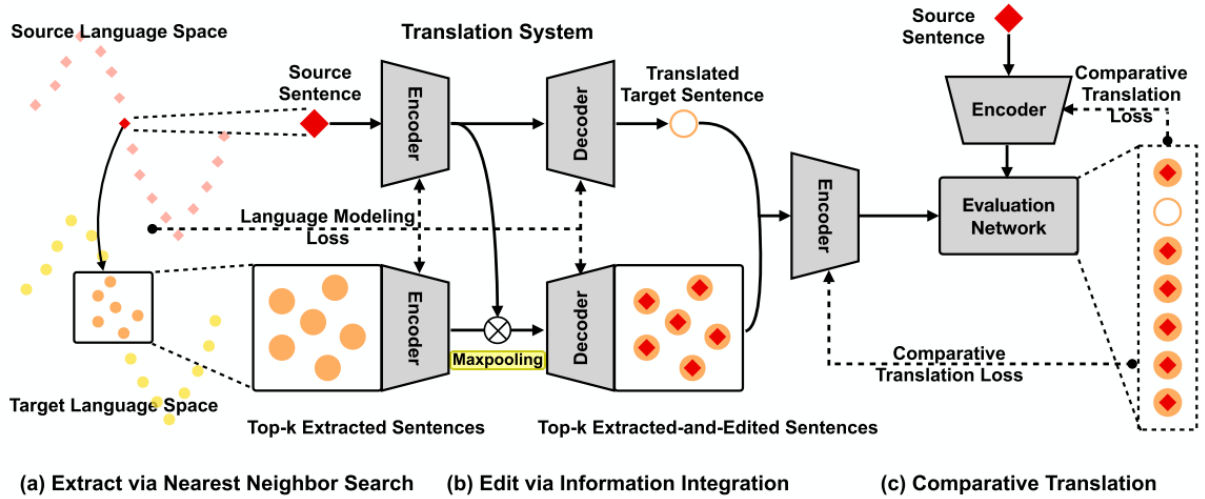 Source Language Space
Translation System
Source
Sentence
Encoder
Decoder
Translated
Target Sentence
Source
Sentence
Encoder
Comparative
Translation
Loss
Language Modeling
Loss
Encoder
Evaluation
Network
Encoder
Maxpooling
Decoder
Comparative
Translation Loss
Target Language Space
Top-k Extracted Sentences
Top-k Extracted-and-Edited Sentences
(a) Extract via Nearest Neighbor Search
(b) Edit via Information Integration
(c) Comparative Translation